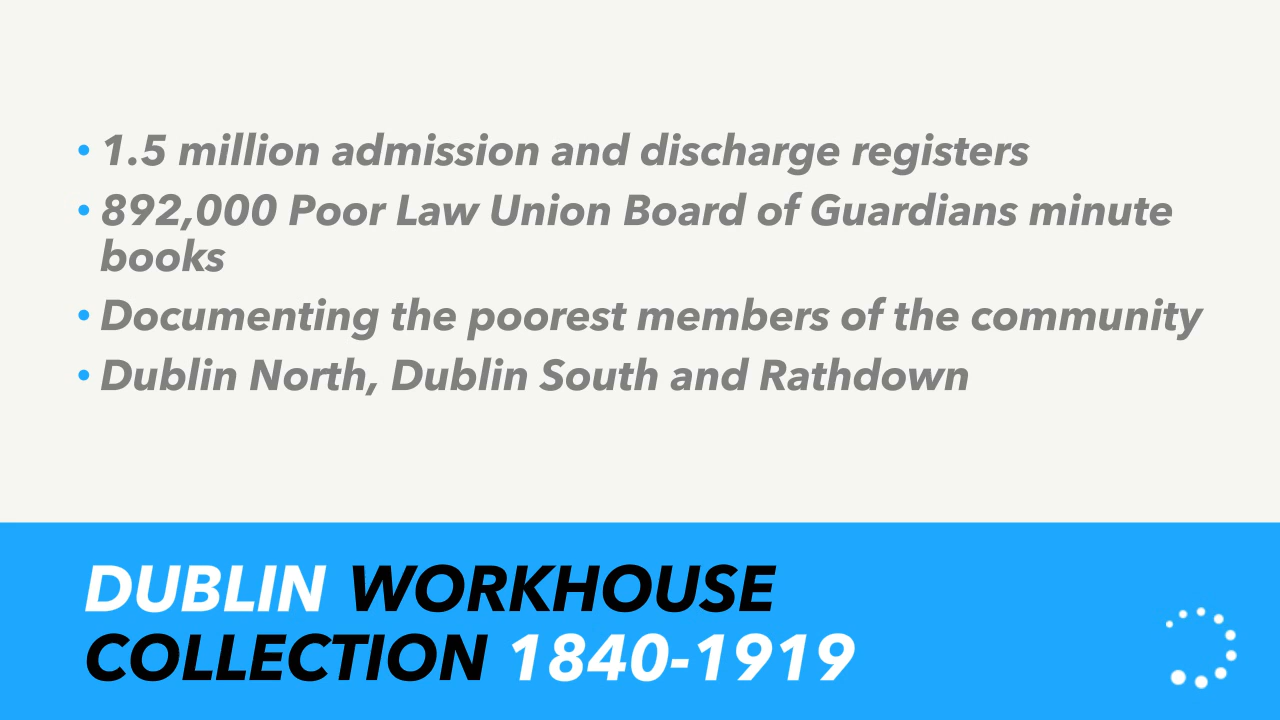 • 1.5 million admission and discharge registers
• 892,000 Poor Law Union Board of Guardians minute
books
• Documenting the poorest members of the community
• Dublin North, Dublin South and Rathdown
DUBLIN WORKHOUSE
COLLECTION 1840-1919